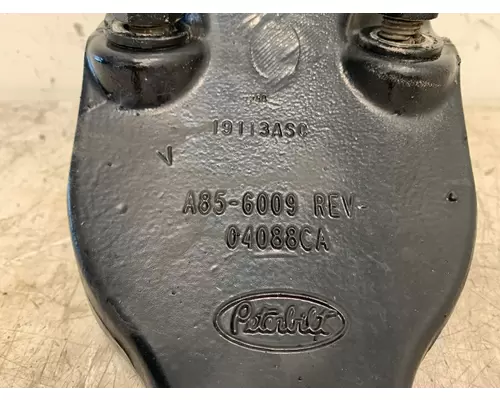 19113ASC
V
A85-6009 REV-
04088CA
Peterbilt